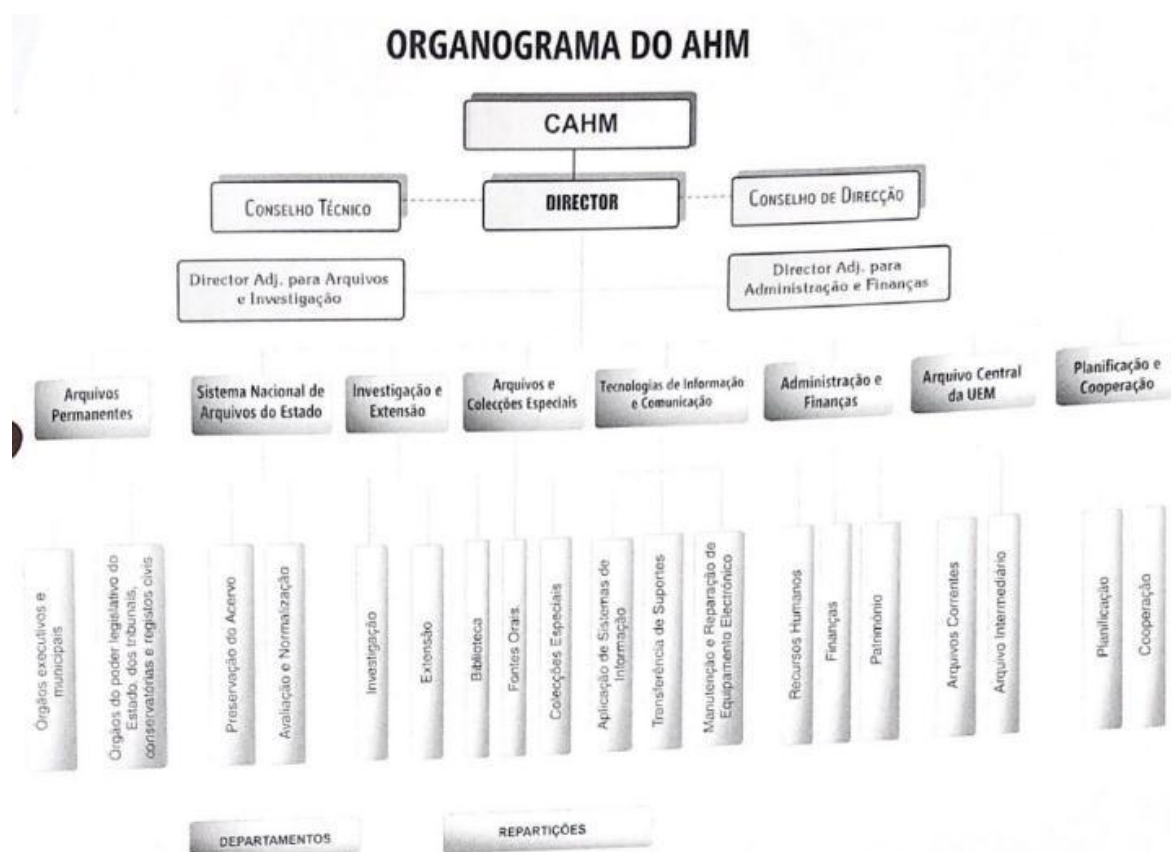 ORGANOGRAMA DO AHM
CAHM
CONSELHO TÉCNICO
DIRECTOR
CONSELHO DE DIRECÇÃO
Director Adj. para Arquivos
e Investigação
Director Adj. para
Administração e Finanças
Arquivos
Permanentes
Sistema Nacional de
Arquivos do Estado
Investigação e
Extensão
Arquivos e
Colecções Especiais
Tecnologias de Informação
e Comunicação
Administração e
Finanças
Arquivo Central
da UEM
Planificação e
Cooperação
Orgãos executivos e
municipais
Orgãos do poder legislativo do
Estado, dos tribunais,
conservatórias e registos civis
Preservação do Acervo
Avaliação e Normalização
Investigação
Extensão
Biblioteca
Fontes Orais.
Colecções Especiais
Aplicação de Sistemas de
Informação
Transferência de Suportes
Manutenção e Reparação de
Equipamento Electrónico
Recursos Humanos
Finanças
Património
Arquivos Correntes
Arquivo Intermediário
Planificação
Cooperação
DEPARTAMENTOS
REPARTIÇÕES